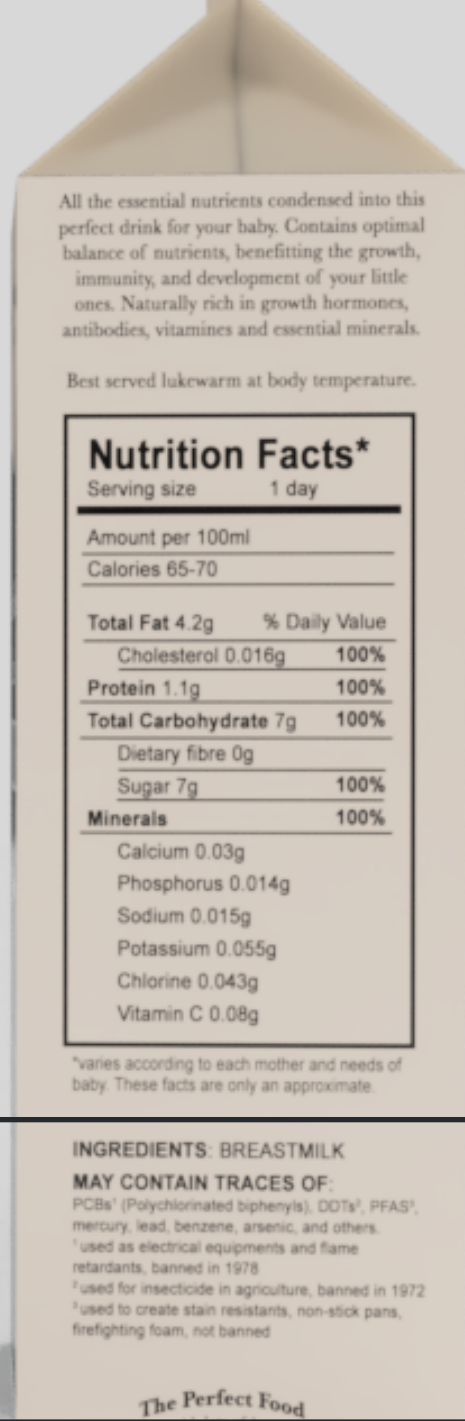 All the essential nutrients condensed into this
perfect drink for your baby. Contains optimal
balance of nutrients, benefitting the growth,
immunity, and development of your little
ones. Naturally rich in growth hormones,
antibodies, vitamines and essential minerals.
Best served lukewarm at body temperature.
Nutrition Facts*
Serving size 1 day
Amount per 100ml
Calories 65-70
Total Fat 4.2g % Daily Value
Cholesterol 0.016g 100%
Protein 1.1g 100%
Total Carbohydrate 7g 100%
Dietary fibre 0g
Sugar 7g 100%
Minerals 100%
Calcium 0.03g
Phosphorus 0.014g
Sodium 0.015g
Potassium 0.055g
Chlorine 0.043g
Vitamin C 0.08g
*varies according to each mother and needs of
baby. These facts are only an approximate.
INGREDIENTS: BREASTMILK
MAY CONTAIN TRACES OF:
PCBs¹ (Polychlorinated biphenyls), DDTs², PFAS³,
mercury, lead, benzene, arsenic, and others.
¹ used as electrical equipments and flame
retardants, banned in 1978
² used for insecticide in agriculture, banned in 1972
³ used to create stain resistants, non-stick pans,
firefighting foam, not banned
The Perfect Food